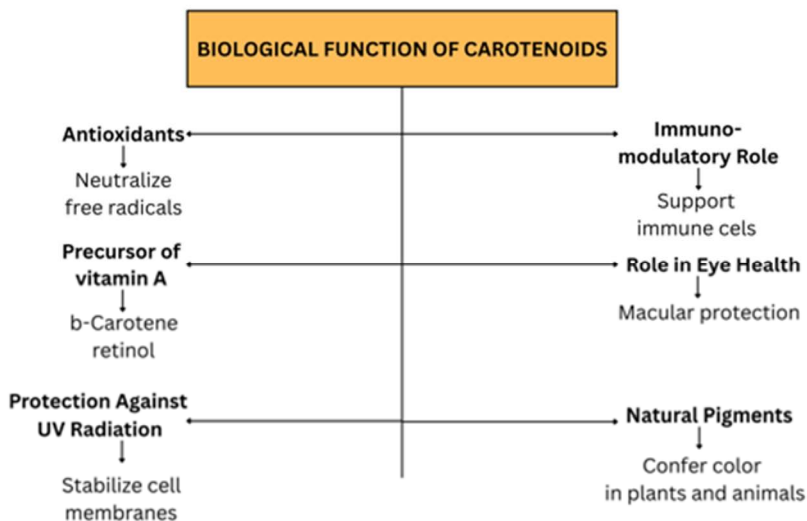 BIOLOGICAL FUNCTION OF CAROTENOIDS
Antioxidants
Neutralize
free radicals
Immuno-
modulatory Role
Support
immune cels
Precursor of
vitamin A
b-Carotene
retinol
Role in Eye Health
Macular protection
Protection Against
UV Radiation
Stabilize cell
membranes
Natural Pigments
Confer color
in plants and animals